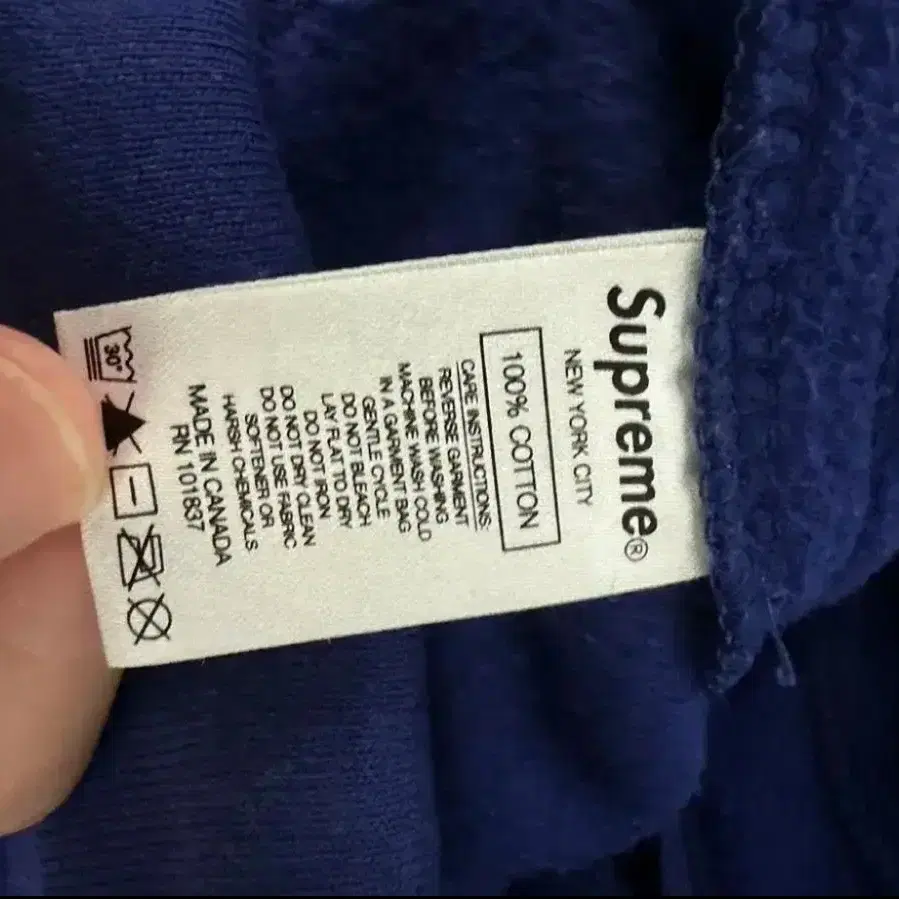 Supreme®
NEW YORK CITY
100% COTTON
CARE INSTRUCTIONS:
REVERSE GARMENT
BEFORE WASHING
MACHINE WASH COLD
IN A GARMENT BAG
GENTLE CYCLE
DO NOT BLEACH
LAY FLAT TO DRY
DO NOT IRON
DO NOT DRY CLEAN
DO NOT USE FABRIC
SOFTENER OR
HARSH CHEMICALS
MADE IN CANADA
RN 101837
30°